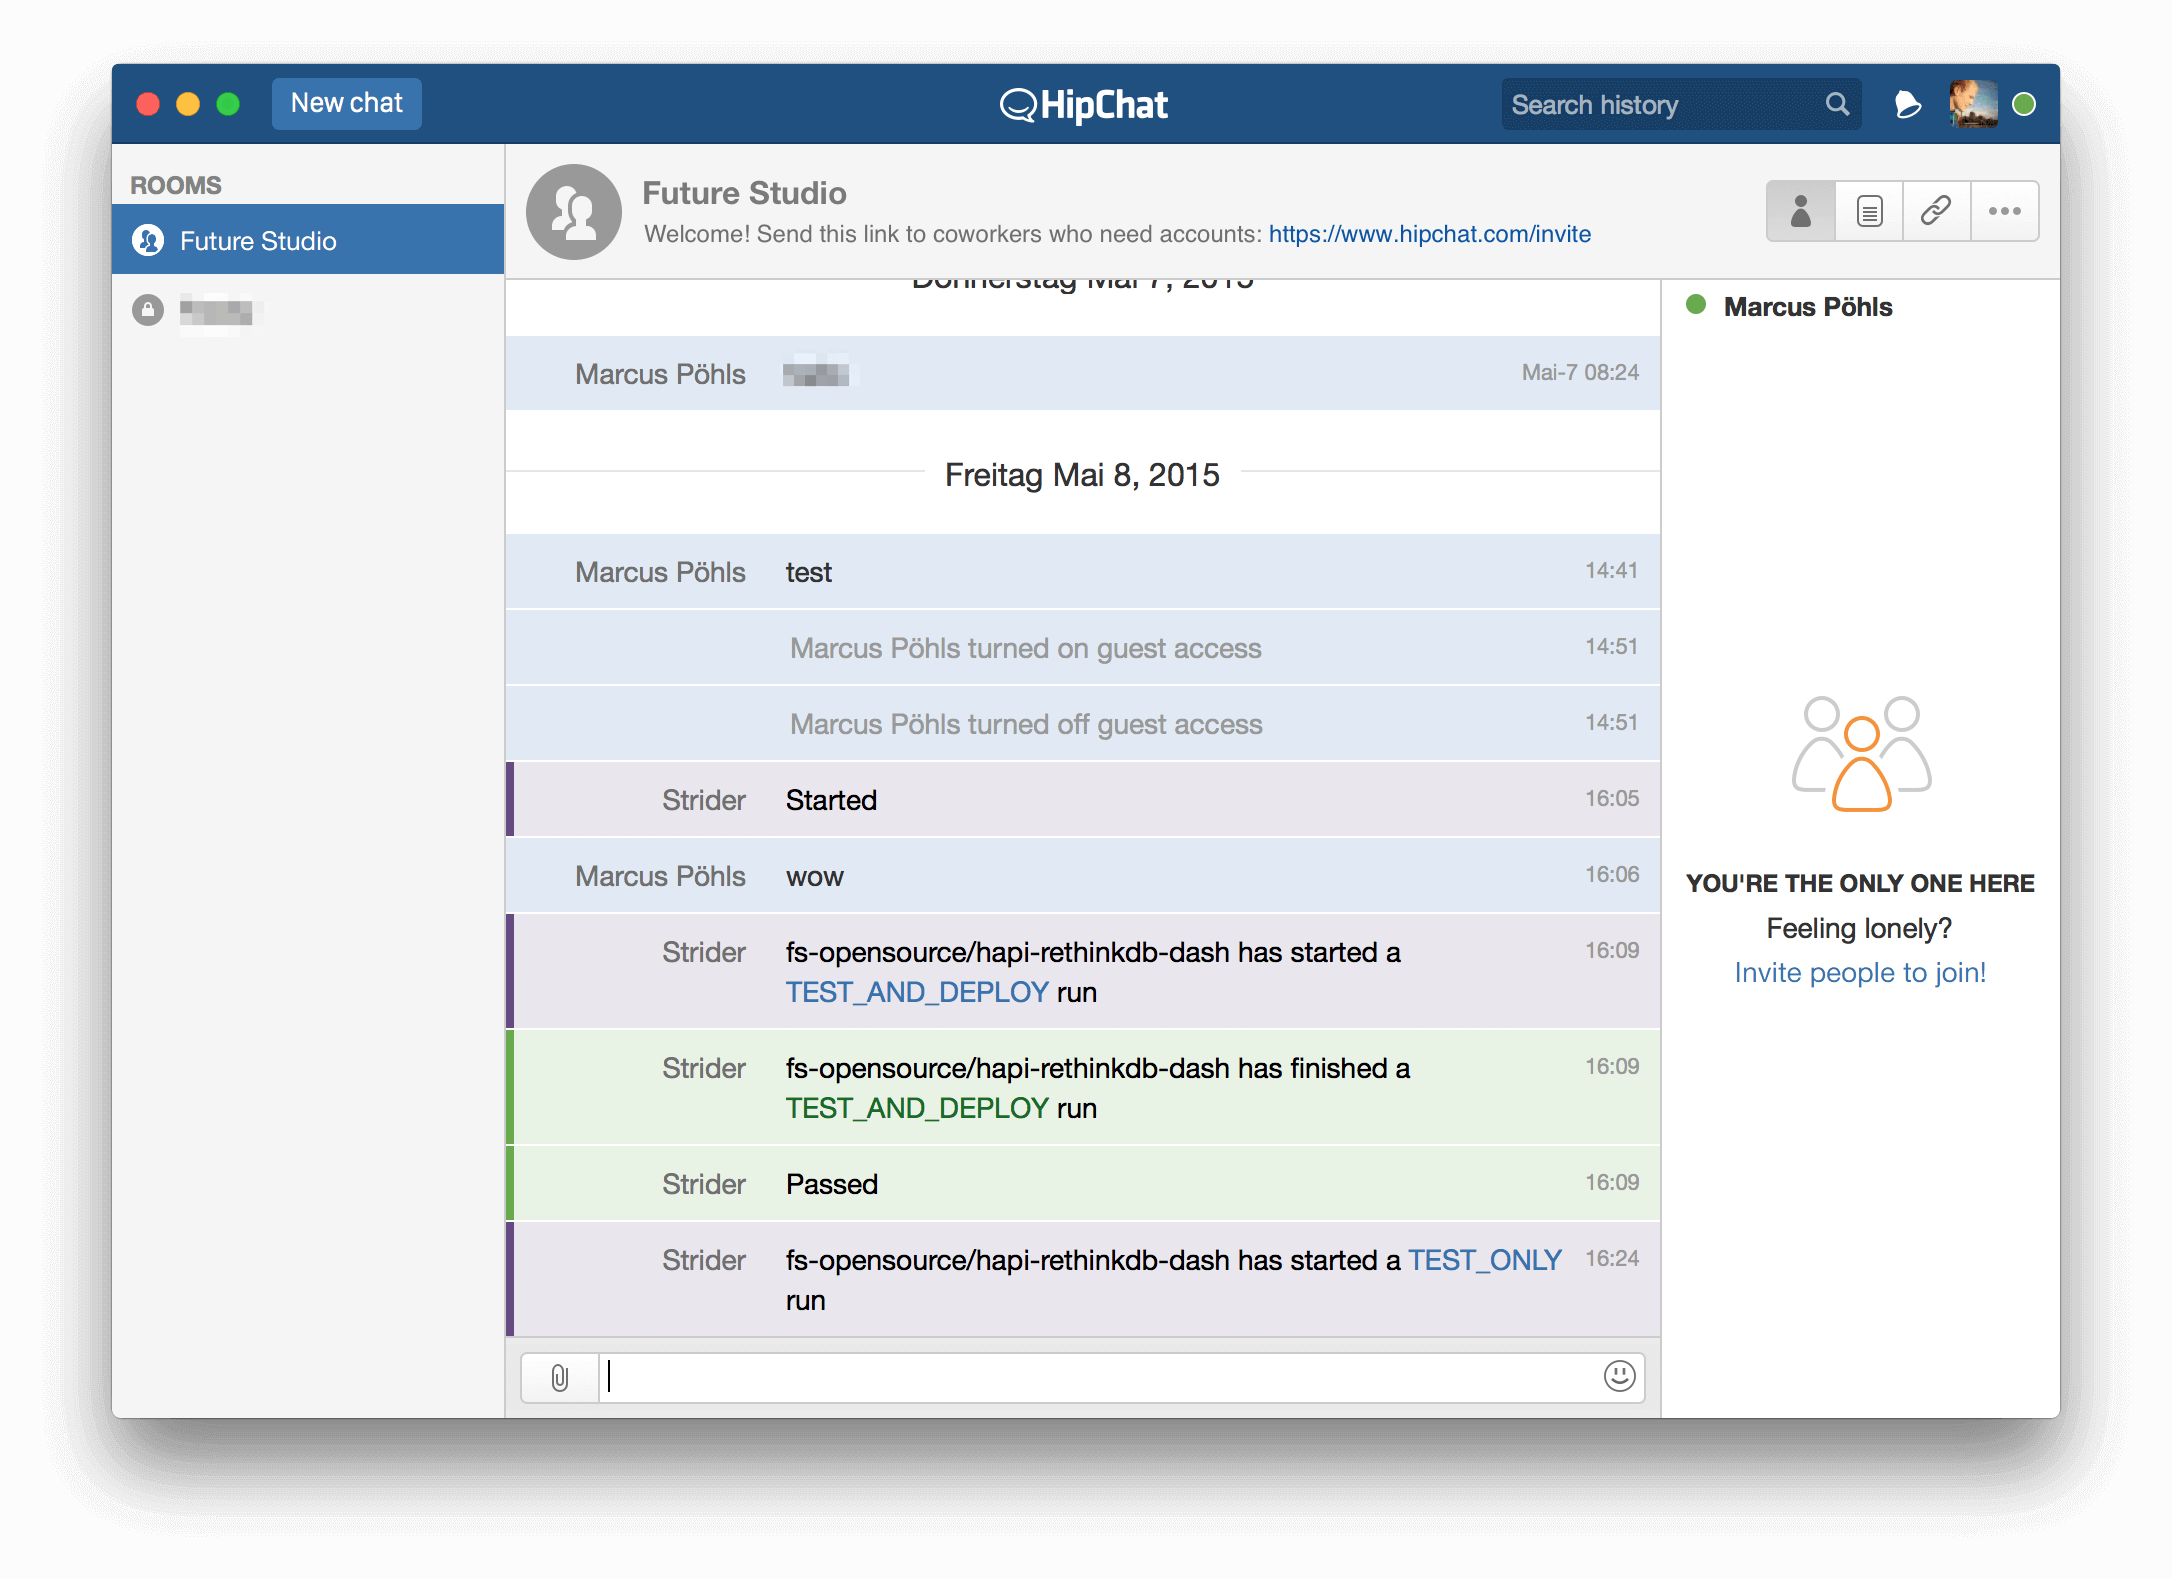 New chat
HipChat
Search history
ROOMS
Future Studio
Future Studio
Welcome! Send this link to coworkers who need accounts: https://www.hipchat.com/invite
Donnerstag Mai 7, 2015
Marcus Pöhls
Mai-7 08:24
Freitag Mai 8, 2015
Marcus Pöhls test 14:41
Marcus Pöhls turned on guest access 14:51
Marcus Pöhls turned off guest access 14:51
Strider Started 16:05
Marcus Pöhls wow 16:06
Strider fs-opensource/hapi-rethinkdb-dash has started a 16:09
TEST_AND_DEPLOY run
Strider fs-opensource/hapi-rethinkdb-dash has finished a 16:09
TEST_AND_DEPLOY run
Strider Passed 16:09
Strider fs-opensource/hapi-rethinkdb-dash has started a TEST_ONLY 16:24
run
Marcus Pöhls
YOU'RE THE ONLY ONE HERE
Feeling lonely?
Invite people to join!